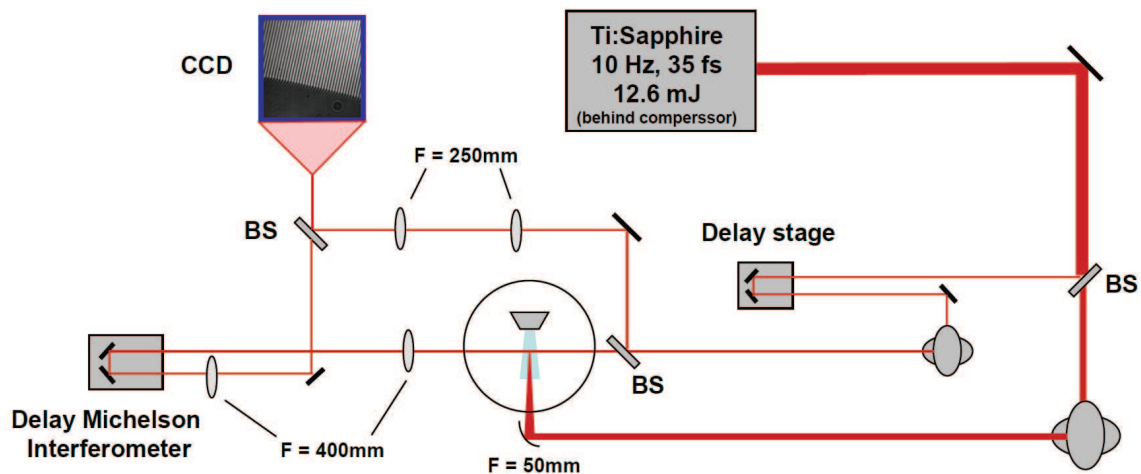 CCD
Ti:Sapphire
10 Hz, 35 fs
12.6 mJ
(behind comperssor)
F = 250mm
BS
Delay stage
BS
BS
Delay Michelson
Interferometer
F = 400mm
F = 50mm